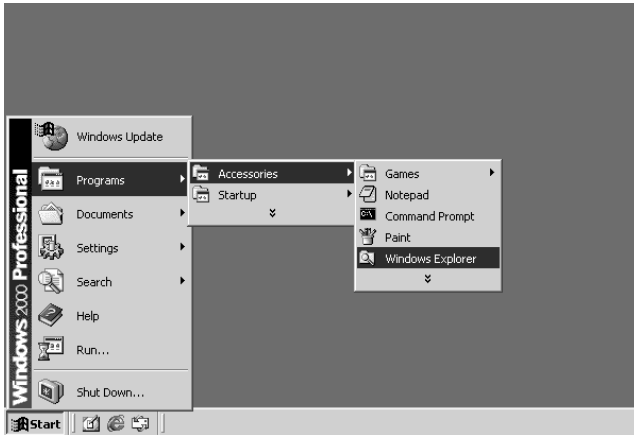 Windows Update
Programs
Documents
Settings
Search
Help
Run...
Shut Down...
Windows 2000 Professional
Accessories
Startup
Games
Notepad
Command Prompt
Paint
Windows Explorer
Start